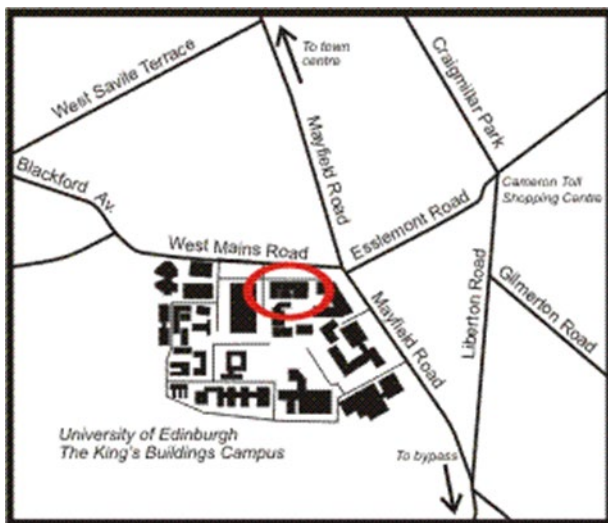 To town
centre
West Savile Terrace
Craigmillar Park
Mayfield Road
Blackford
Av.
Cameron Toll
Shopping Centre
Esslemont Road
West Mains Road
Liberton Road
Gilmerton Road
Mayfield Road
University of Edinburgh
The King's Buildings Campus
To bypass